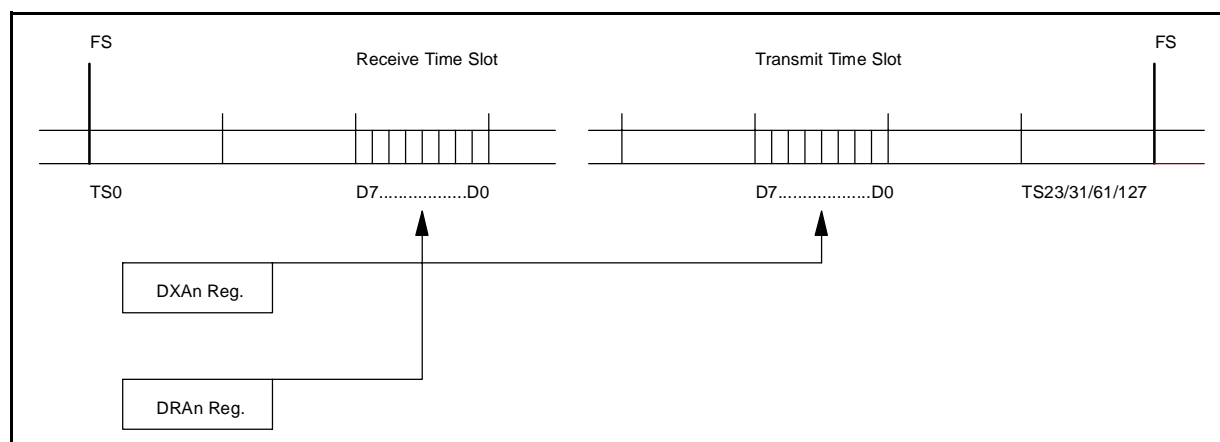 FS
FS
Receive Time Slot
Transmit Time Slot
TS0
D7..................D0
D7...................D0
TS23/31/61/127
DXAn Reg.
DRAn Reg.